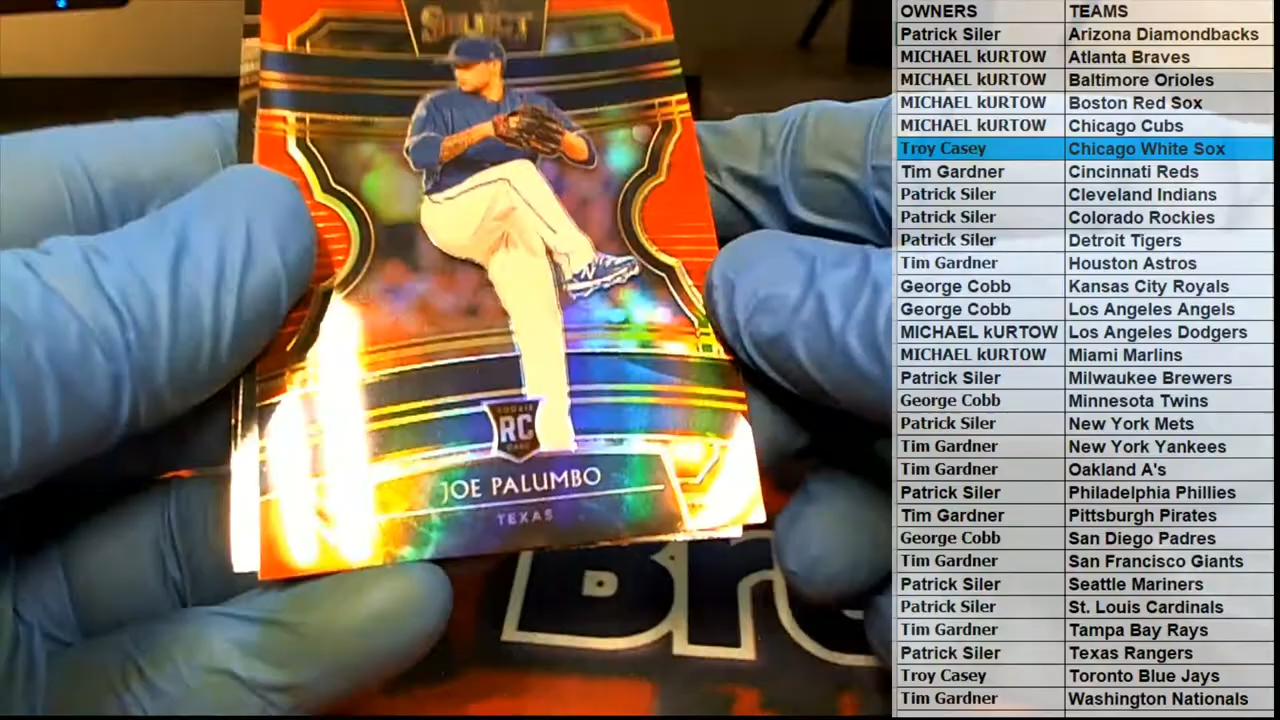 SELECT
RC
JOE PALUMBO
TEXAS
OWNERS TEAMS
Patrick Siler Arizona Diamondbacks
MICHAEL kURTOW Atlanta Braves
MICHAEL kURTOW Baltimore Orioles
MICHAEL kURTOW Boston Red Sox
MICHAEL kURTOW Chicago Cubs
Troy Casey Chicago White Sox
Tim Gardner Cincinnati Reds
Patrick Siler Cleveland Indians
Patrick Siler Colorado Rockies
Patrick Siler Detroit Tigers
Tim Gardner Houston Astros
George Cobb Kansas City Royals
George Cobb Los Angeles Angels
MICHAEL kURTOW Los Angeles Dodgers
MICHAEL kURTOW Miami Marlins
Patrick Siler Milwaukee Brewers
George Cobb Minnesota Twins
Patrick Siler New York Mets
Tim Gardner New York Yankees
Tim Gardner Oakland A's
Patrick Siler Philadelphia Phillies
Tim Gardner Pittsburgh Pirates
George Cobb San Diego Padres
Tim Gardner San Francisco Giants
Patrick Siler Seattle Mariners
Patrick Siler St. Louis Cardinals
Tim Gardner Tampa Bay Rays
Patrick Siler Texas Rangers
Troy Casey Toronto Blue Jays
Tim Gardner Washington Nationals